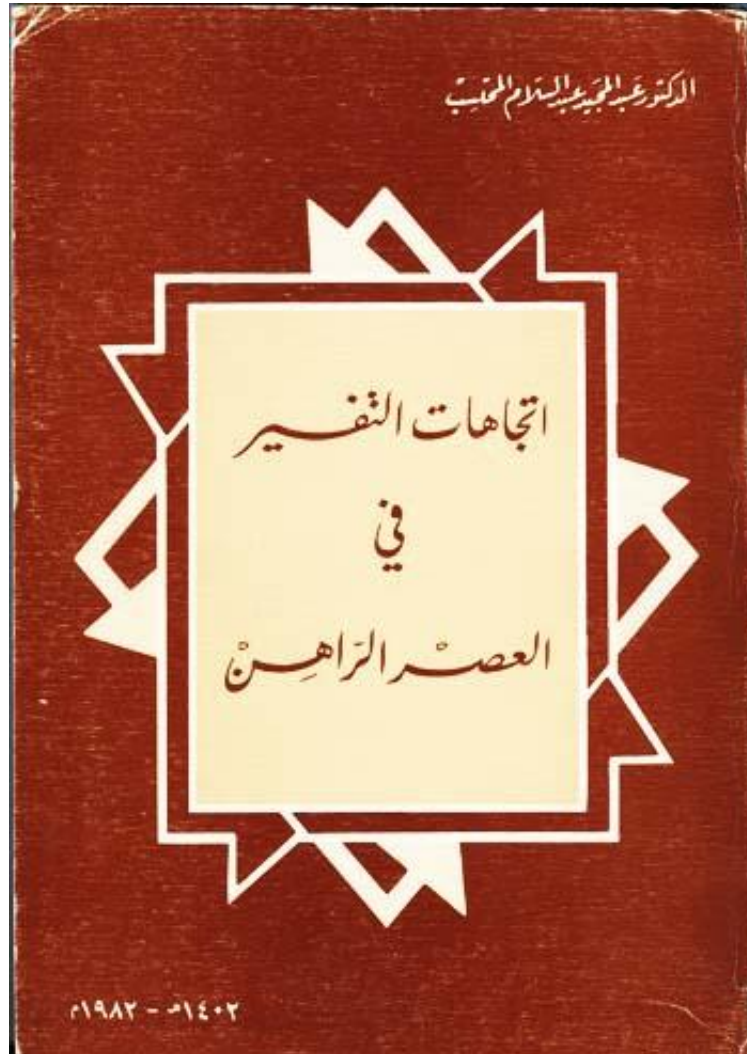 الدكتور عبد المجيد عبد السلام المحتسب
اتجاهات التفسير
في
العصر الراهن
١٤٠٢هـ - ١٩٨٢م